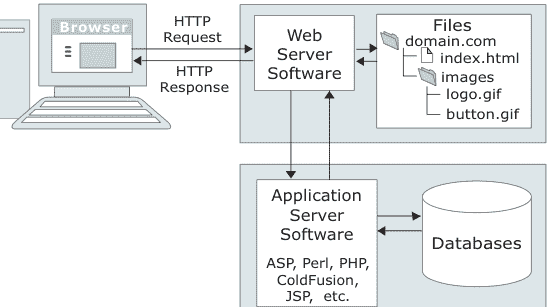 Browser
HTTP
Request
HTTP
Response
Web
Server
Software
Files
domain.com
index.html
images
logo.gif
button.gif
Application
Server
Software
ASP, Perl, PHP,
ColdFusion,
JSP, etc.
Databases